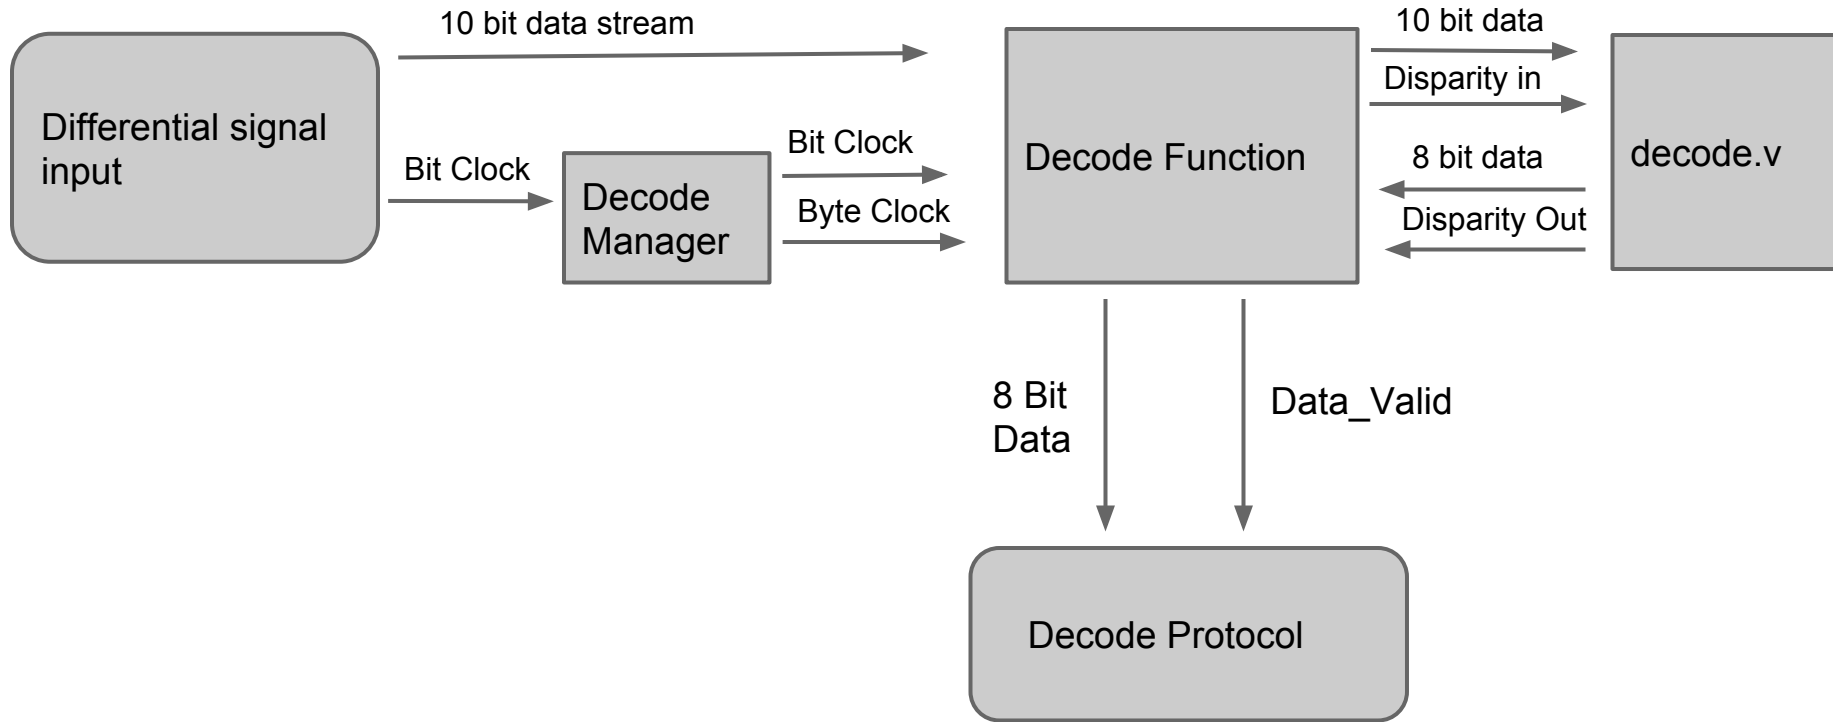 10 bit data stream
Differential signal
input
Bit Clock
Decode
Manager
Bit Clock
Byte Clock
Decode Function
10 bit data
Disparity in
8 bit data
Disparity Out
decode.v
8 Bit
Data
Data_Valid
Decode Protocol